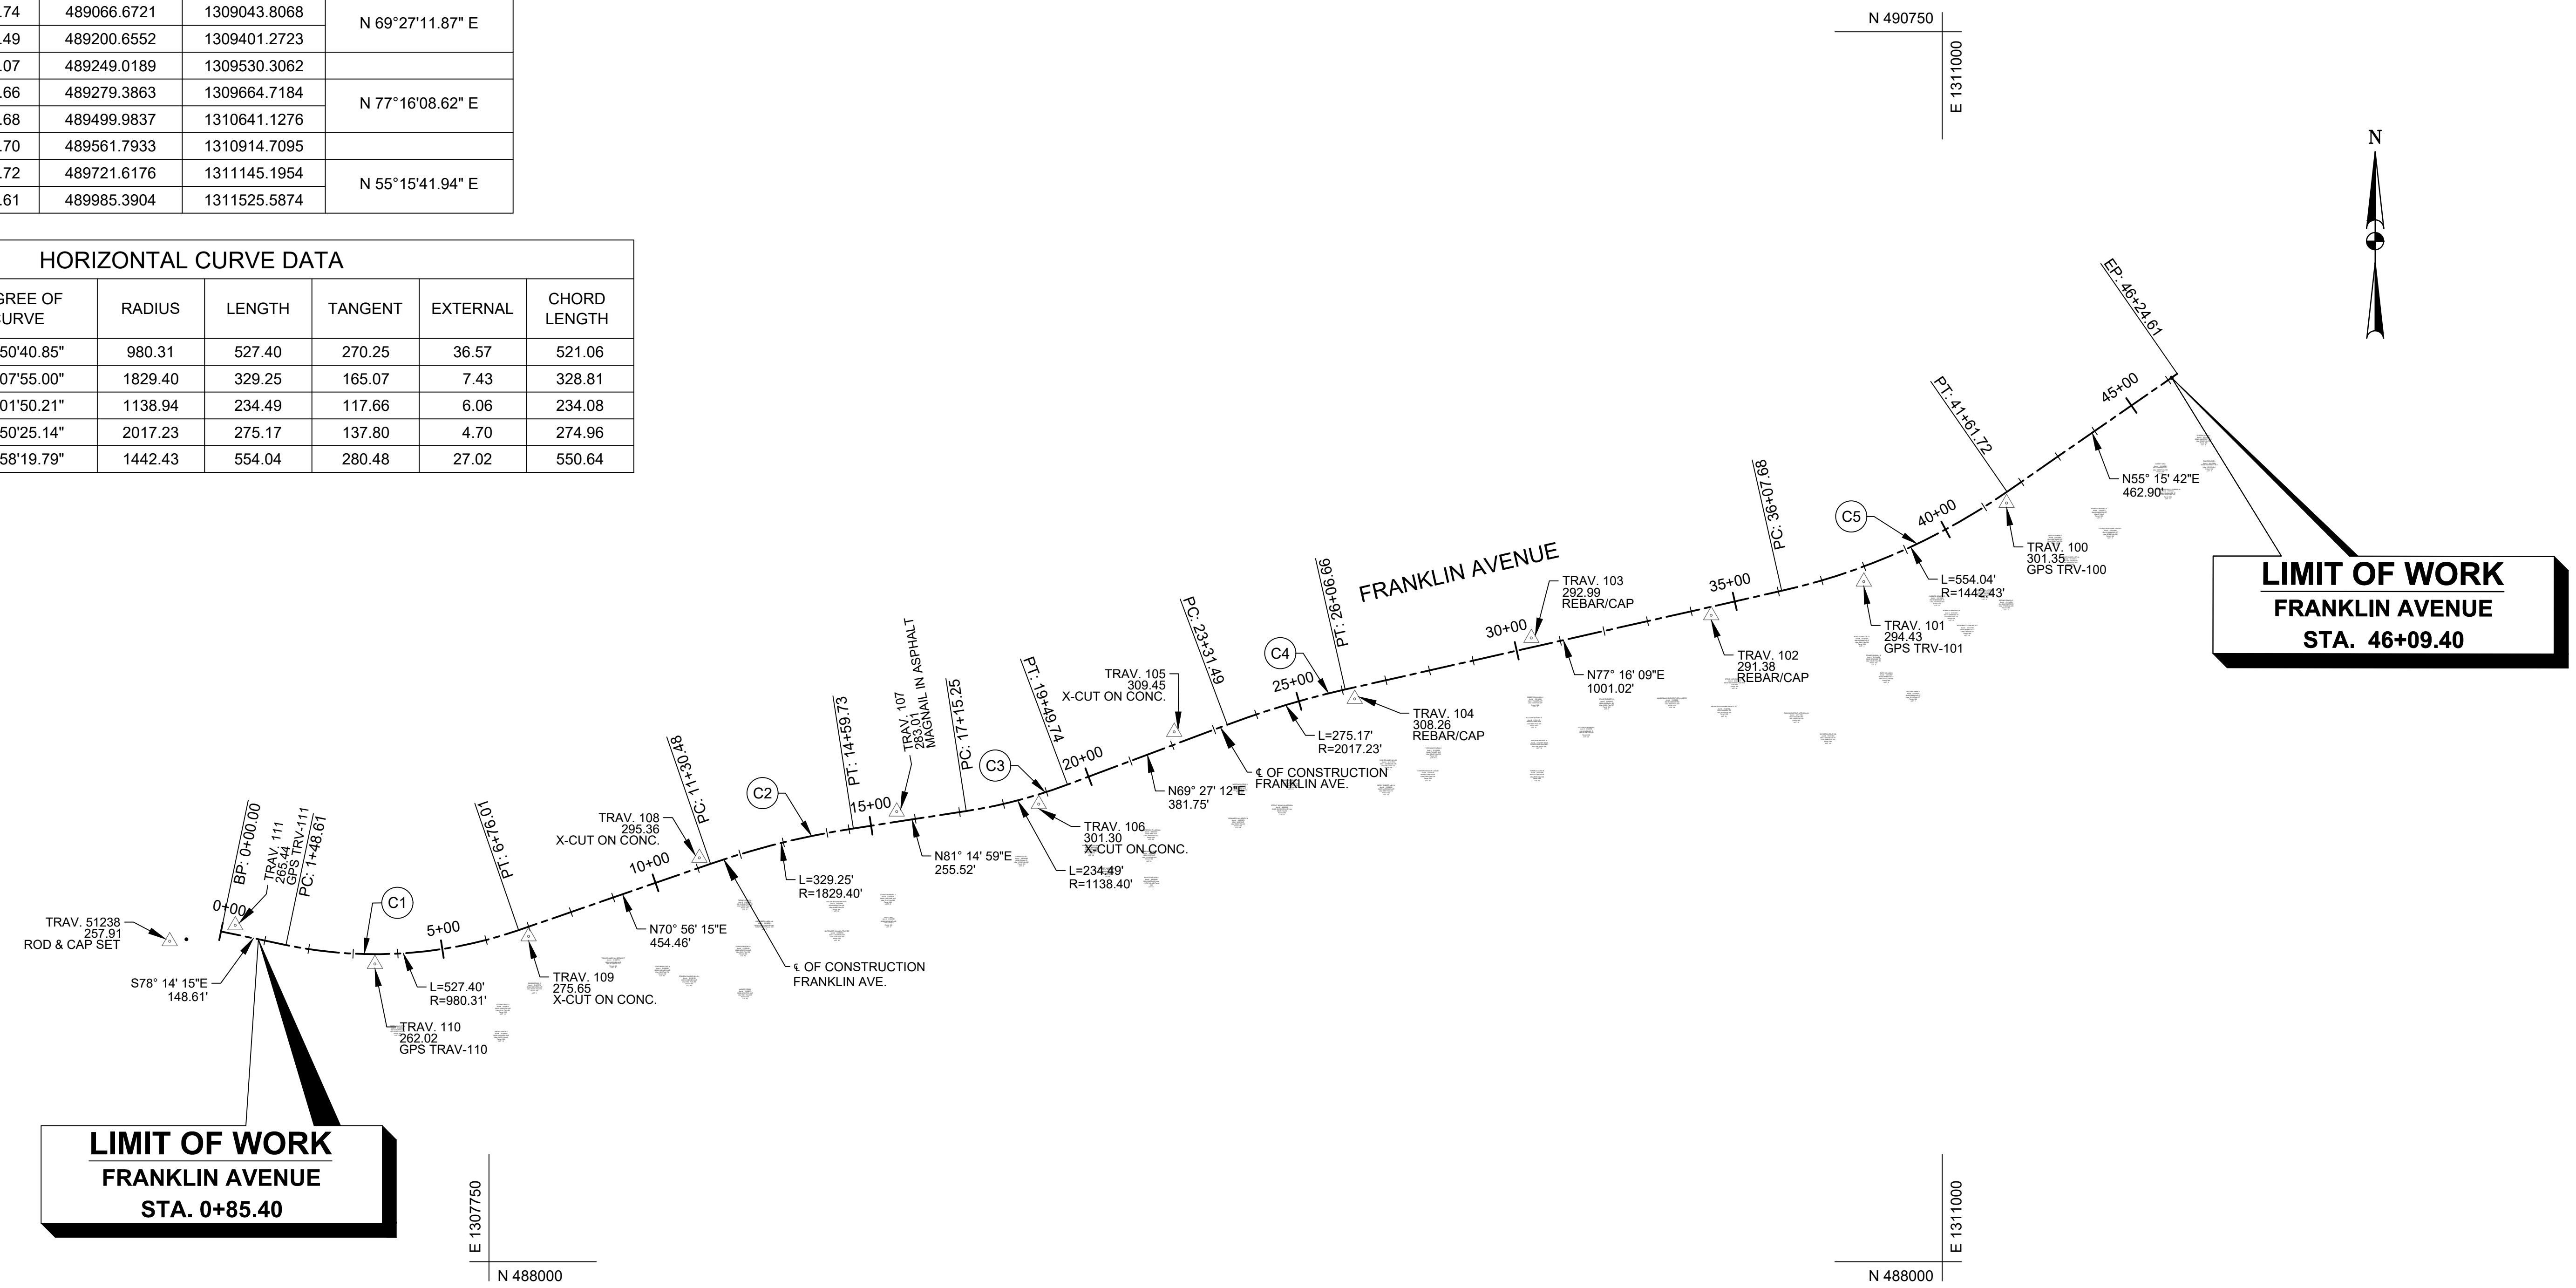 .74 489066.6721 1309043.8068 N 69°27'11.87" E
.49 489200.6552 1309401.2723
.07 489249.0189 1309530.3062
.66 489279.3863 1309664.7184 N 77°16'08.62" E
.68 489499.9837 1310641.1276
.70 489561.7933 1310914.7095
.72 489721.6176 1311145.1954 N 55°15'41.94" E
.61 489985.3904 1311525.5874
HORIZONTAL CURVE DATA
GREE OF
URVE
RADIUS
LENGTH
TANGENT
EXTERNAL
CHORD
LENGTH
50'40.85" 980.31 527.40 270.25 36.57 521.06
07'55.00" 1829.40 329.25 165.07 7.43 328.81
01'50.21" 1138.94 234.49 117.66 6.06 234.08
50'25.14" 2017.23 275.17 137.80 4.70 274.96
58'19.79" 1442.43 554.04 280.48 27.02 550.64
N 490750
E 1311000
N
TRAV. 51238
257.91
ROD & CAP SET
0+00
BP: 0+00.00
TRAV. 111
265.44
GPS TRV-111
PC: 1+48.61
S78° 14' 15"E
148.61'
C1
L=527.40'
R=980.31'
TRAV. 110
262.02
GPS TRAV-110
5+00
PT: 6+76.01
TRAV. 109
275.65
X-CUT ON CONC.
N70° 56' 15"E
454.46'
10+00
TRAV. 108
295.36
X-CUT ON CONC.
PC: 11+30.48
℄ OF CONSTRUCTION
FRANKLIN AVE.
C2
L=329.25'
R=1829.40'
PT: 14+59.73
15+00
TRAV. 107
283.01
MAGNAIL IN ASPHALT
N81° 14' 59"E
255.52'
PC: 17+15.25
C3
L=234.49'
R=1138.40'
TRAV. 106
301.30
X-CUT ON CONC.
PT: 19+49.74
20+00
N69° 27' 12"E
381.75'
TRAV. 105
309.45
X-CUT ON CONC.
PC: 23+31.49
℄ OF CONSTRUCTION
FRANKLIN AVE.
C4
25+00
L=275.17'
R=2017.23'
PT: 26+06.66
TRAV. 104
308.26
REBAR/CAP
FRANKLIN AVENUE
30+00
TRAV. 103
292.99
REBAR/CAP
N77° 16' 09"E
1001.02'
TRAV. 102
291.38
REBAR/CAP
35+00
PC: 36+07.68
TRAV. 101
294.43
GPS TRV-101
C5
L=554.04'
R=1442.43'
40+00
PT: 41+61.72
TRAV. 100
301.35
GPS TRV-100
N55° 15' 42"E
462.90'
45+00
EP: 46+24.61
LIMIT OF WORK
FRANKLIN AVENUE
STA. 46+09.40
LIMIT OF WORK
FRANKLIN AVENUE
STA. 0+85.40
E 1307750
N 488000
E 1311000
N 488000